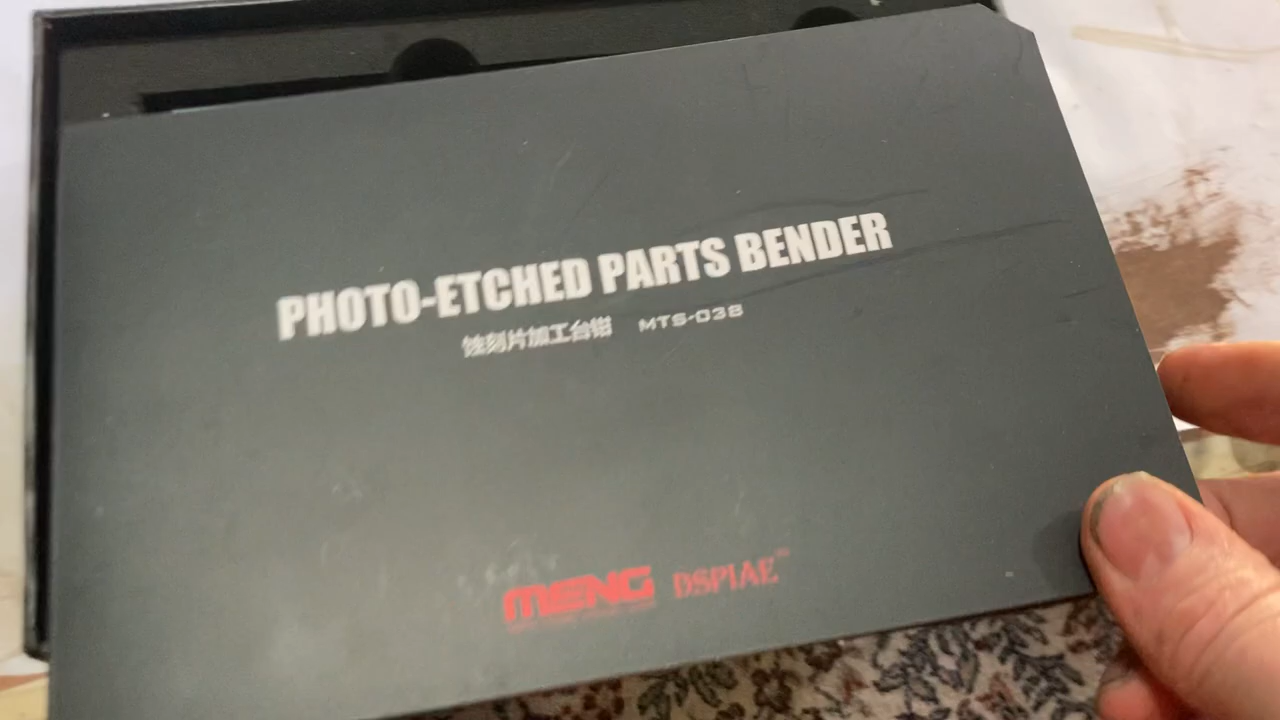 PHOTO-ETCHED PARTS BENDER
蚀刻片加工台钳 MTS-038
MENG DSPIAE